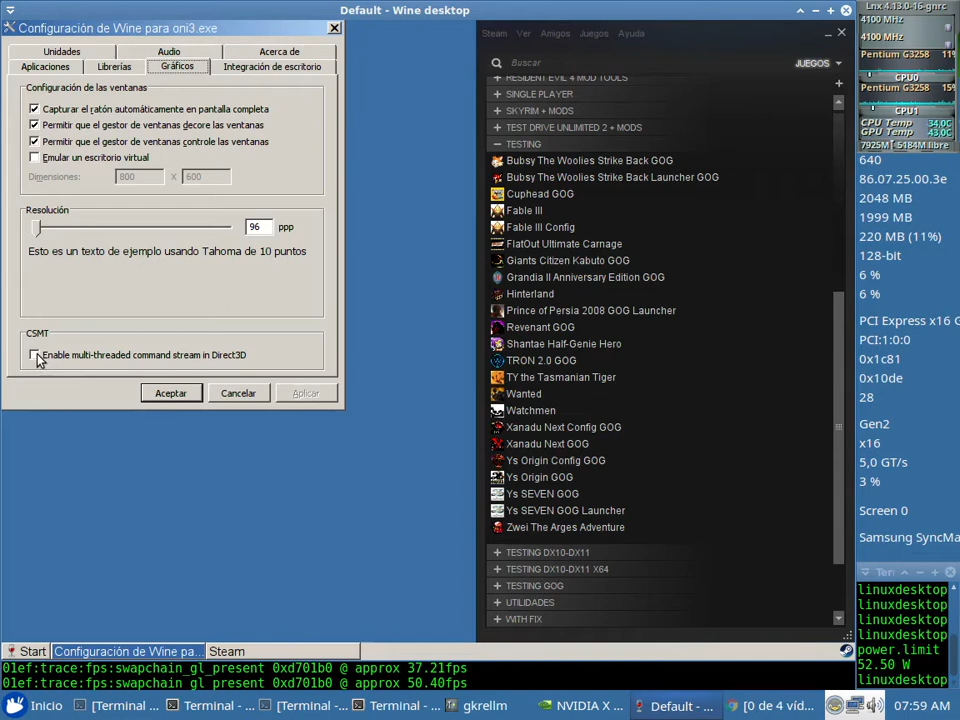 Default - Wine desktop
Configuración de Wine para oni3.exe
Unidades
Audio
Acerca de
Aplicaciones
Librerías
Gráficos
Integración de escritorio
Configuración de las ventanas
Capturar el ratón automáticamente en pantalla completa
Permitir que el gestor de ventanas decore las ventanas
Permitir que el gestor de ventanas controle las ventanas
Emular un escritorio virtual
Dimensiones:
800
X
600
Resolución
96
ppp
Esto es un texto de ejemplo usando Tahoma de 10 puntos
CSMT
Enable multi-threaded command stream in Direct3D
Aceptar
Cancelar
Aplicar
Steam Ver Amigos Juegos Ayuda
Buscar
JUEGOS
RESIDENT EVIL 4 MOD TOOLS
SINGLE PLAYER
SKYRIM + MODS
TEST DRIVE UNLIMITED 2 + MODS
TESTING
Bubsy The Woolies Strike Back GOG
Bubsy The Woolies Strike Back Launcher GOG
Cuphead GOG
Fable III
Fable III Config
FlatOut Ultimate Carnage
Giants Citizen Kabuto GOG
Grandia II Anniversary Edition GOG
Hinterland
Prince of Persia 2008 GOG Launcher
Revenant GOG
Shantae Half-Genie Hero
TRON 2.0 GOG
TY the Tasmanian Tiger
Wanted
Watchmen
Xanadu Next Config GOG
Xanadu Next GOG
Ys Origin Config GOG
Ys Origin GOG
Ys SEVEN GOG
Ys SEVEN GOG Launcher
Zwei The Arges Adventure
TESTING DX10-DX11
TESTING DX10-DX11 X64
TESTING GOG
UTILIDADES
WITH FIX
Lnx 4.13.0-16-gnrc
4100 MHz
4100 MHz
Pentium G3258 11%
CPU0
Pentium G3258 15%
CPU1
CPU Temp 34.0C
GPU Temp 43.0C
7925M 5184M libre
640
86.07.25.00.3e
2048 MB
1999 MB
220 MB (11%)
128-bit
6 %
6 %
PCI Express x16 G
PCI:1:0:0
0x1c81
0x10de
28
Gen2
x16
5,0 GT/s
3 %
Screen 0
Samsung SyncMa
linuxdesktop
linuxdesktop
linuxdesktop
linuxdesktop
power.limit
52.50 W
linuxdesktop
Start
Configuración de Wine pa...
Steam
01ef:trace:fps:swapchain_gl_present 0xd701b0 @ approx 37.21fps
01ef:trace:fps:swapchain_gl_present 0xd701b0 @ approx 50.40fps
Inicio
[Terminal ...
Terminal - ...
[Terminal -...
Terminal - ...
gkrellm
NVIDIA X ...
Default - ...
[0 de 4 víd...
07:59 AM